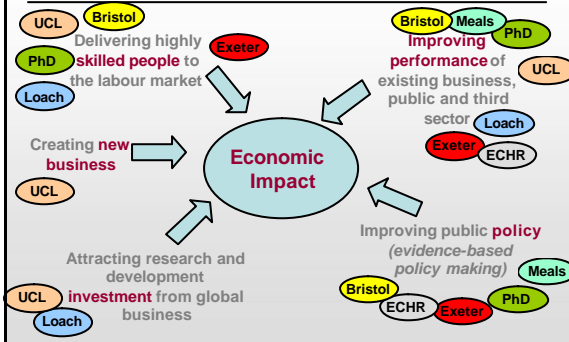 UCL
Bristol
Delivering highly
PhD
skilled people to
Exeter
the labour market
Loach
Bristol
Meals
PhD
Improving
performance of
UCL
existing business,
public and third
sector
Loach
Exeter
ECHR
Creating new
business
UCL
Economic
Impact
Attracting research and
development
investment from global
business
UCL
Loach
Improving public policy
(evidence-based
policy making)
Meals
Bristol
PhD
ECHR
Exeter